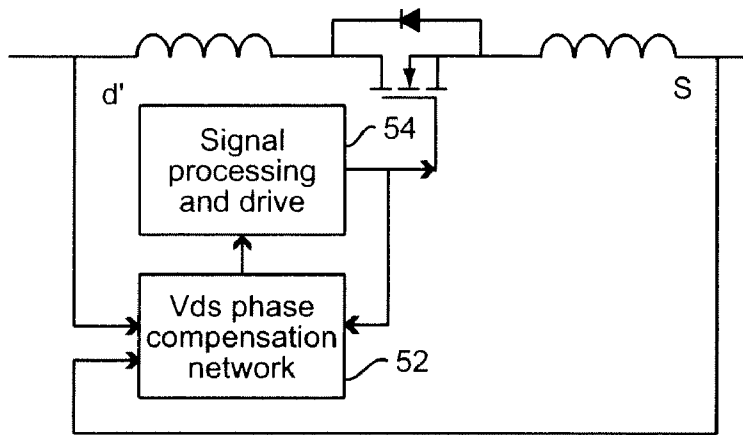 d'
S
54
Signal
processing
and drive
Vds phase
compensation
network
52